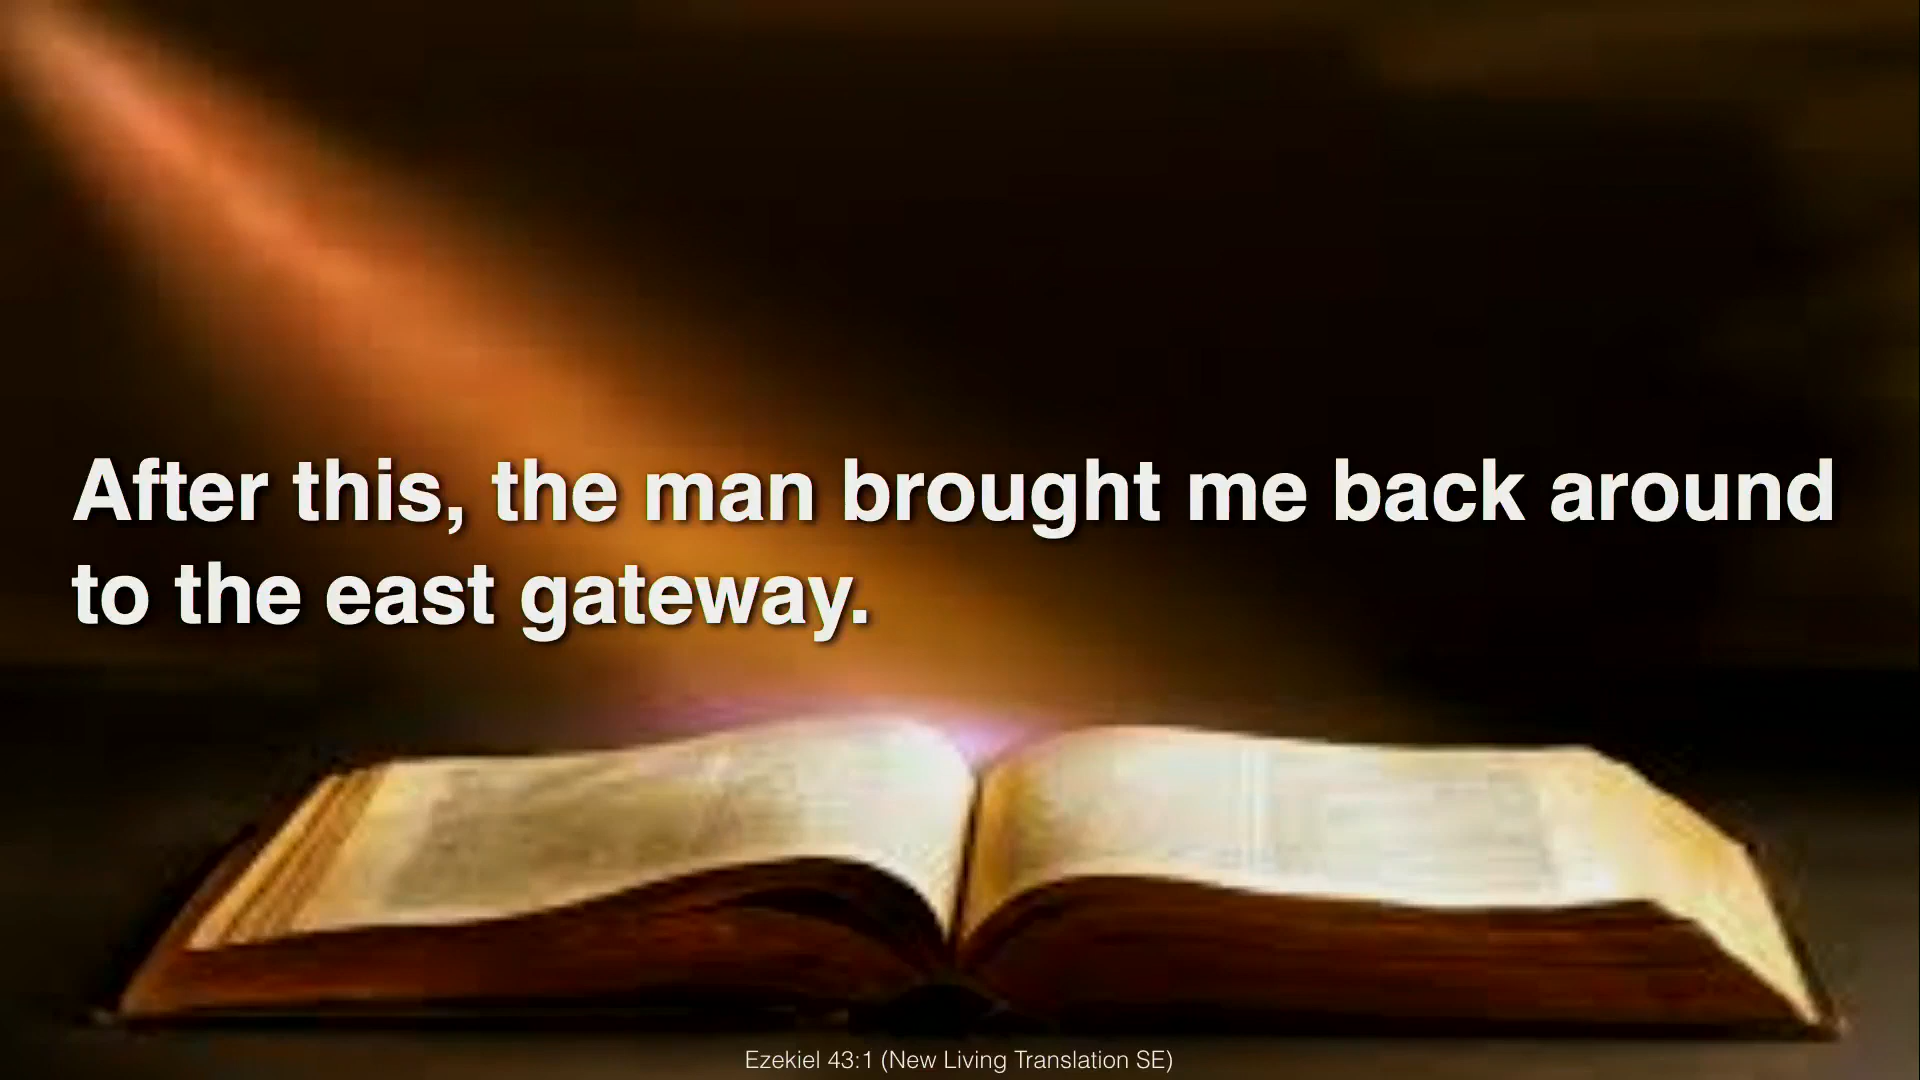 After this, the man brought me back around
to the east gateway.
Ezekiel 43:1 (New Living Translation SE)